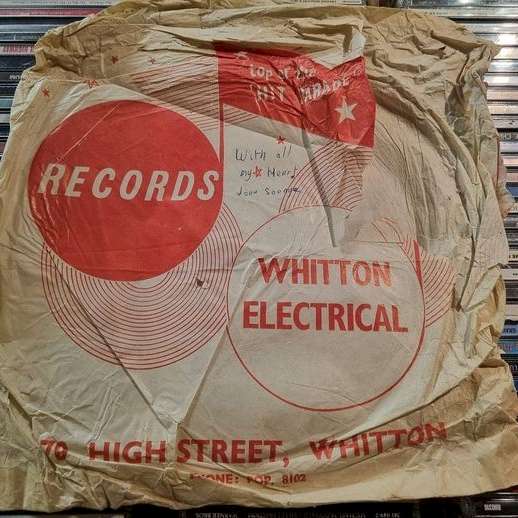 top of the
HIT PARADE
RECORDS
With all
my Heart
WHITTON
ELECTRICAL
70 HIGH STREET, WHITTON
PHONE: POP. 8102